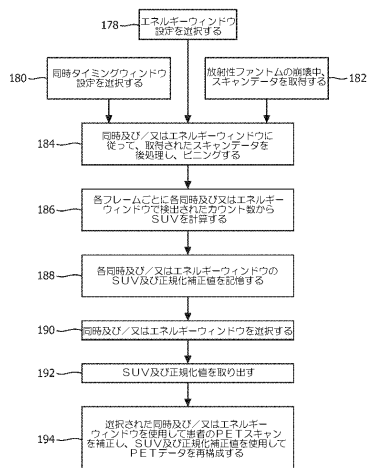 178
エネルギーウィンドウ
設定を選択する
180
同時タイミングウィンドウ
設定を選択する
放射性ファントムの崩壊中、
スキャンデータを取得する
182
184
同時及び／又はエネルギーウィンドウに
従って、取得されたスキャンデータを
後処理し、ビニングする
186
各フレームごとに各同時及び又はエネルギー
ウィンドウで検出されたカウント数から
ＳＵＶを計算する
188
各同時及び／又はエネルギーウィンドウの
ＳＵＶ及び正規化補正値を記憶する
190
同時及び／又はエネルギーウィンドウを選択する
192
ＳＵＶ及び正規化値を取り出す
194
選択された同時及び／又はエネルギー
ウィンドウを使用して患者のＰＥＴスキャン
を補正し、ＳＵＶ及び正規化補正値を使用して
ＰＥＴデータを再構成する